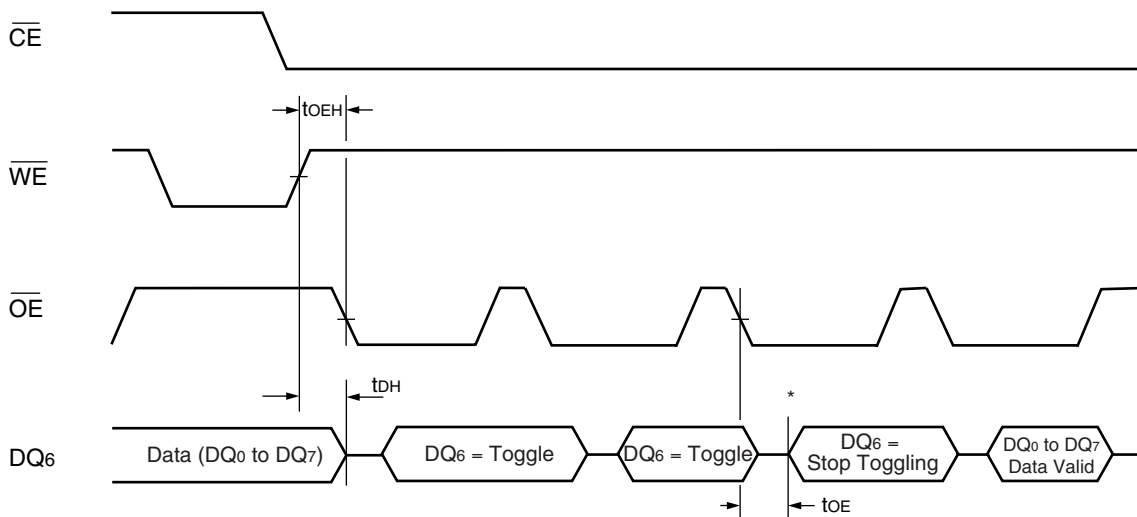 CE
tOEH
WE
OE
tDH
*
DQ6
Data (DQ0 to DQ7)
DQ6 = Toggle
DQ6 = Toggle
DQ6 =
Stop Toggling
DQ0 to DQ7
Data Valid
tOE